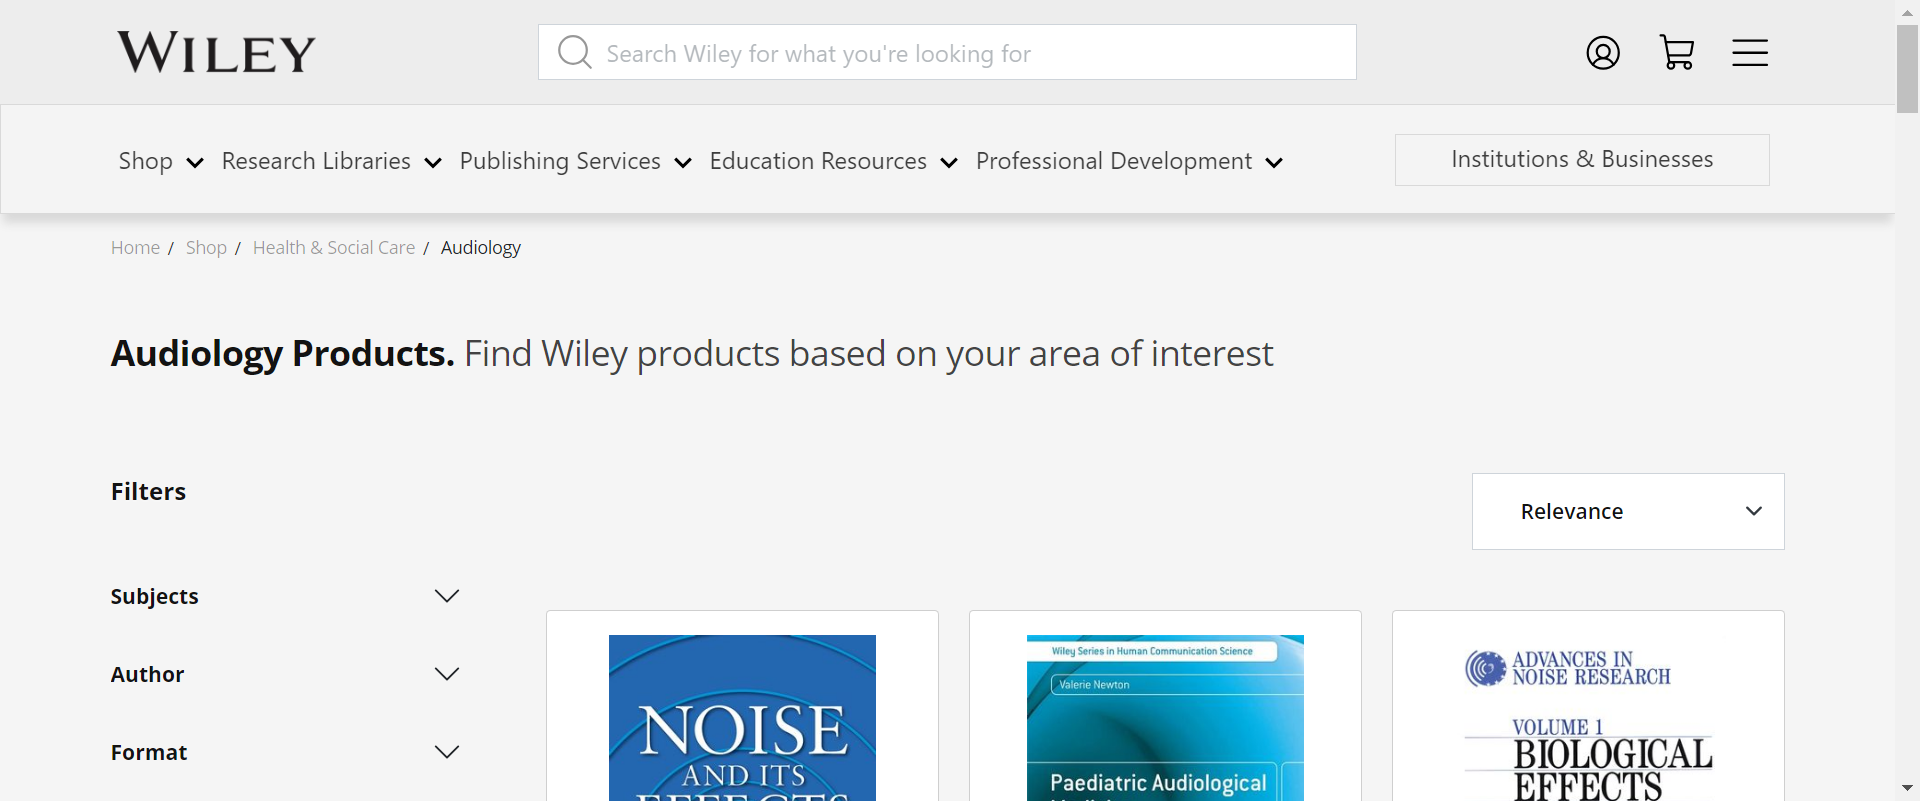 WILEY
Search Wiley for what you're looking for
Shop Research Libraries Publishing Services Education Resources Professional Development Institutions & Businesses
Home / Shop / Health & Social Care / Audiology
Audiology Products. Find Wiley products based on your area of interest
Filters
Relevance
Subjects
Author
Format
NOISE
AND ITS
EFFECTS
Wiley Series in Human Communication Science
Valerie Newton
Paediatric Audiological
ADVANCES IN
NOISE RESEARCH
VOLUME 1
BIOLOGICAL
EFFECTS